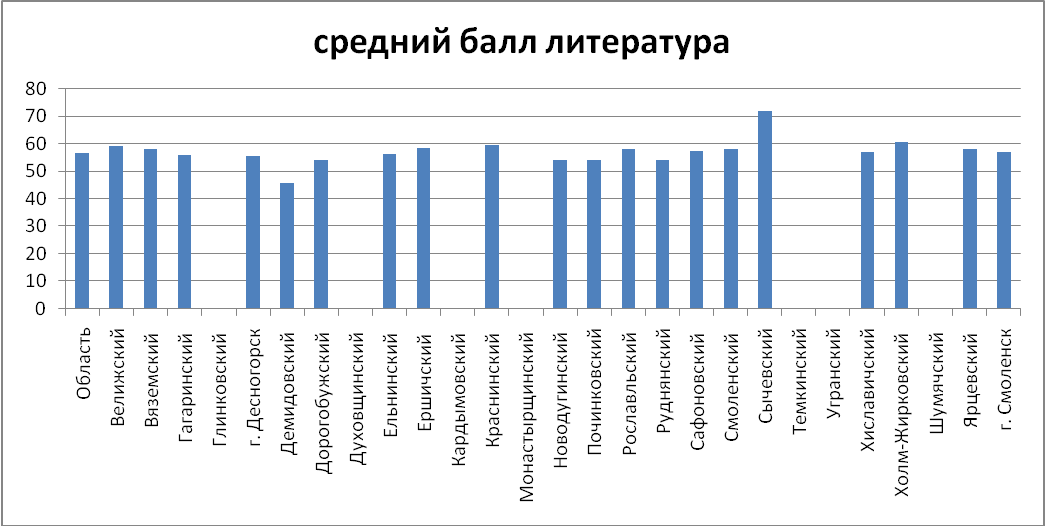 средний балл литература
80
70
60
50
40
30
20
10
0
Область
Велижский
Вяземский
Гагаринский
Глинковский
г. Десногорск
Демидовский
Дорогобужский
Духовщинский
Ельнинский
Ершичский
Кардымовский
Краснинский
Монастырщинский
Новодугинский
Починковский
Рославльский
Руднянский
Сафоновский
Смоленский
Сычевский
Темкинский
Угранский
Хиславичский
Холм-Жирковский
Шумячский
Ярцевский
г. Смоленск